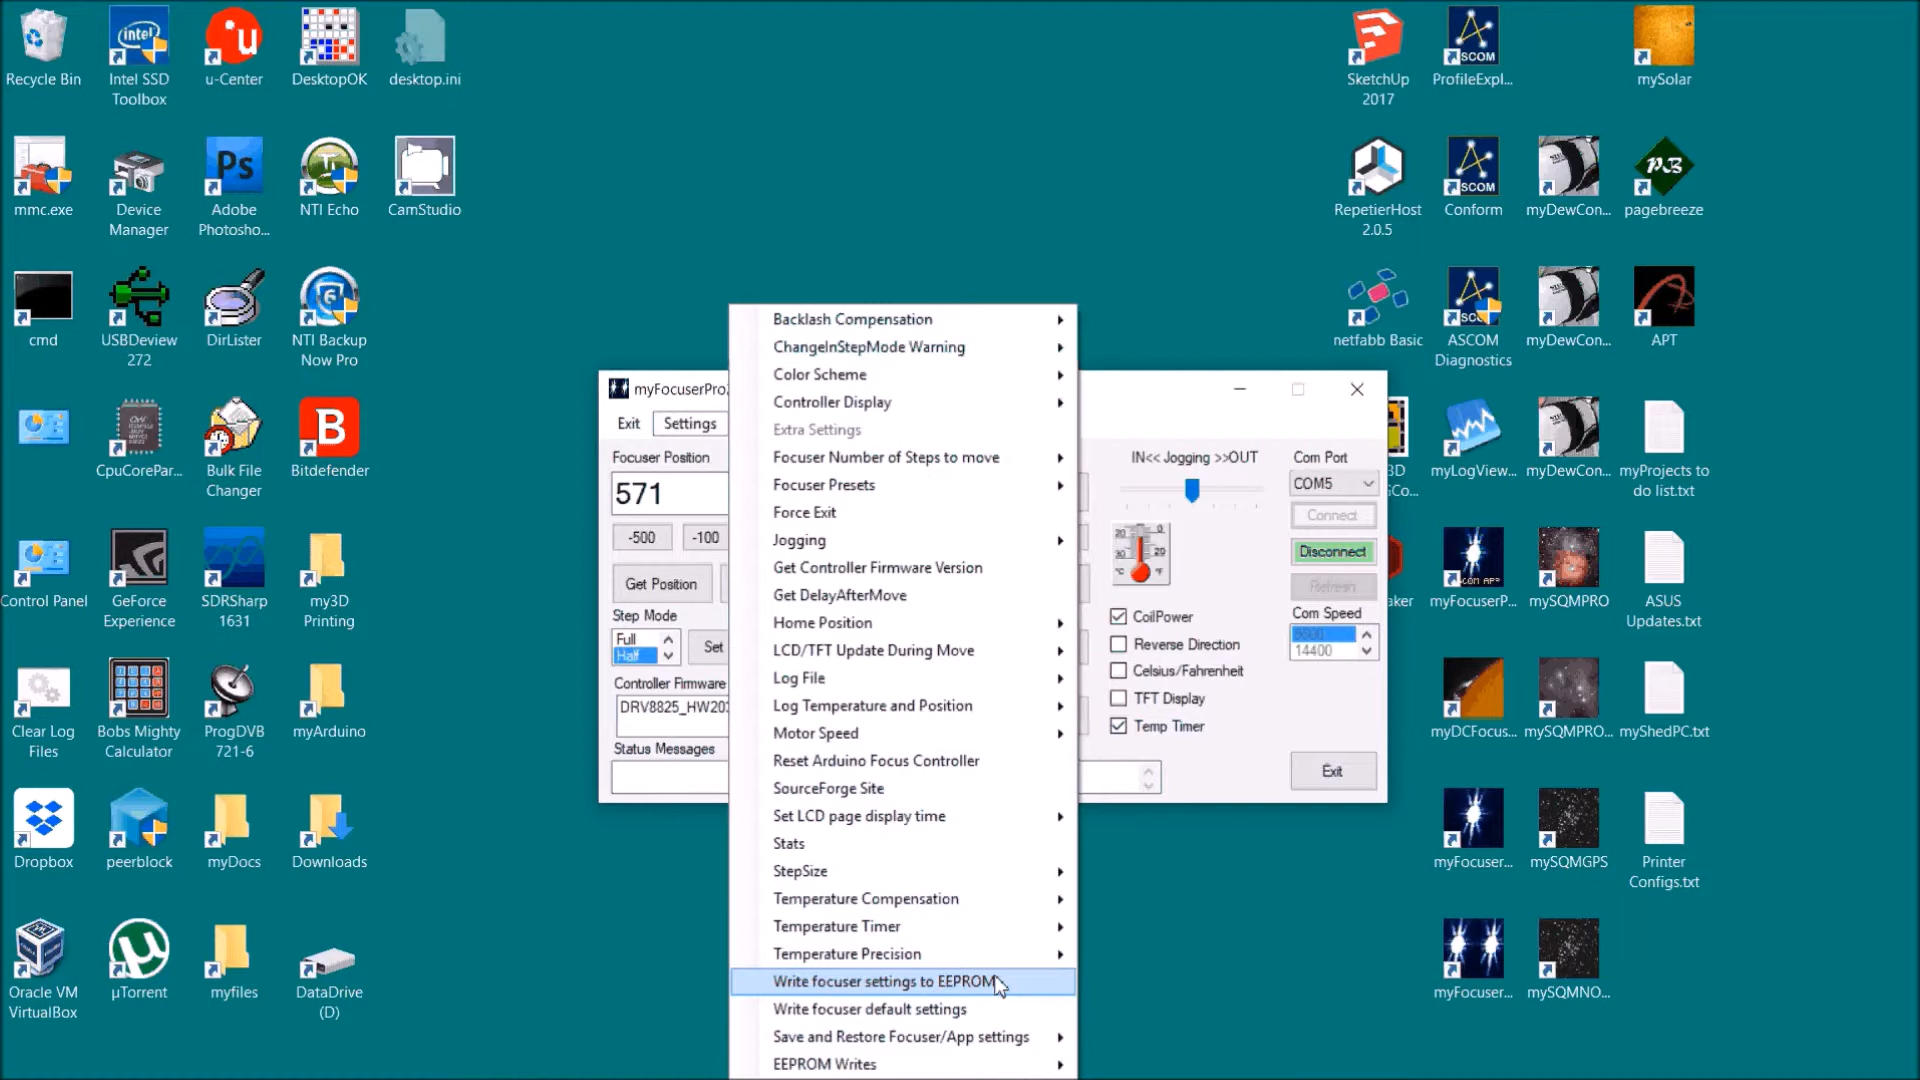 Recycle Bin
Intel SSD
Toolbox
u-Center
DesktopOK
desktop.ini
SketchUp
2017
ProfileExpl...
mySolar
mmc.exe
Device
Manager
Adobe
Photosho...
NTI Echo
CamStudio
RepetierHost
2.0.5
Conform
myDewCon...
pagebreeze
cmd
USBDeview
272
DirLister
NTI Backup
Now Pro
netfabb Basic
ASCOM
Diagnostics
myDewCon...
APT
CpuCorePar...
Bulk File
Changer
Bitdefender
3D
myLogView...
myDewCon...
myProjects to
do list.txt
Control Panel
GeForce
Experience
SDRSharp
1631
my3D
Printing
aker
myFocuserP...
mySQMPRO
ASUS
Updates.txt
Clear Log
Files
Bobs Mighty
Calculator
ProgDVB
721-6
myArduino
myDCFocus...
mySQMPRO...
myShedPC.txt
Dropbox
peerblock
myDocs
Downloads
myFocuser...
mySQMGPS
Printer
Configs.txt
Oracle VM
VirtualBox
µTorrent
myfiles
DataDrive
(D)
myFocuser...
mySQMNO...
myFocuserPro2
Exit
Settings
Focuser Position
571
-500
-100
Get Position
Step Mode
Full
Half
Set
Controller Firmware
DRV8825_HW203
Status Messages
Backlash Compensation
ChangeInStepMode Warning
Color Scheme
Controller Display
Extra Settings
Focuser Number of Steps to move
Focuser Presets
Force Exit
Jogging
Get Controller Firmware Version
Get DelayAfterMove
Home Position
LCD/TFT Update During Move
Log File
Log Temperature and Position
Motor Speed
Reset Arduino Focus Controller
SourceForge Site
Set LCD page display time
Stats
StepSize
Temperature Compensation
Temperature Timer
Temperature Precision
Write focuser settings to EEPROM
Write focuser default settings
Save and Restore Focuser/App settings
EEPROM Writes
IN<< Jogging >>OUT
Com Port
COM5
Connect
Disconnect
Refresh
Com Speed
9600
14400
CoilPower
Reverse Direction
Celsius/Fahrenheit
TFT Display
Temp Timer
Exit